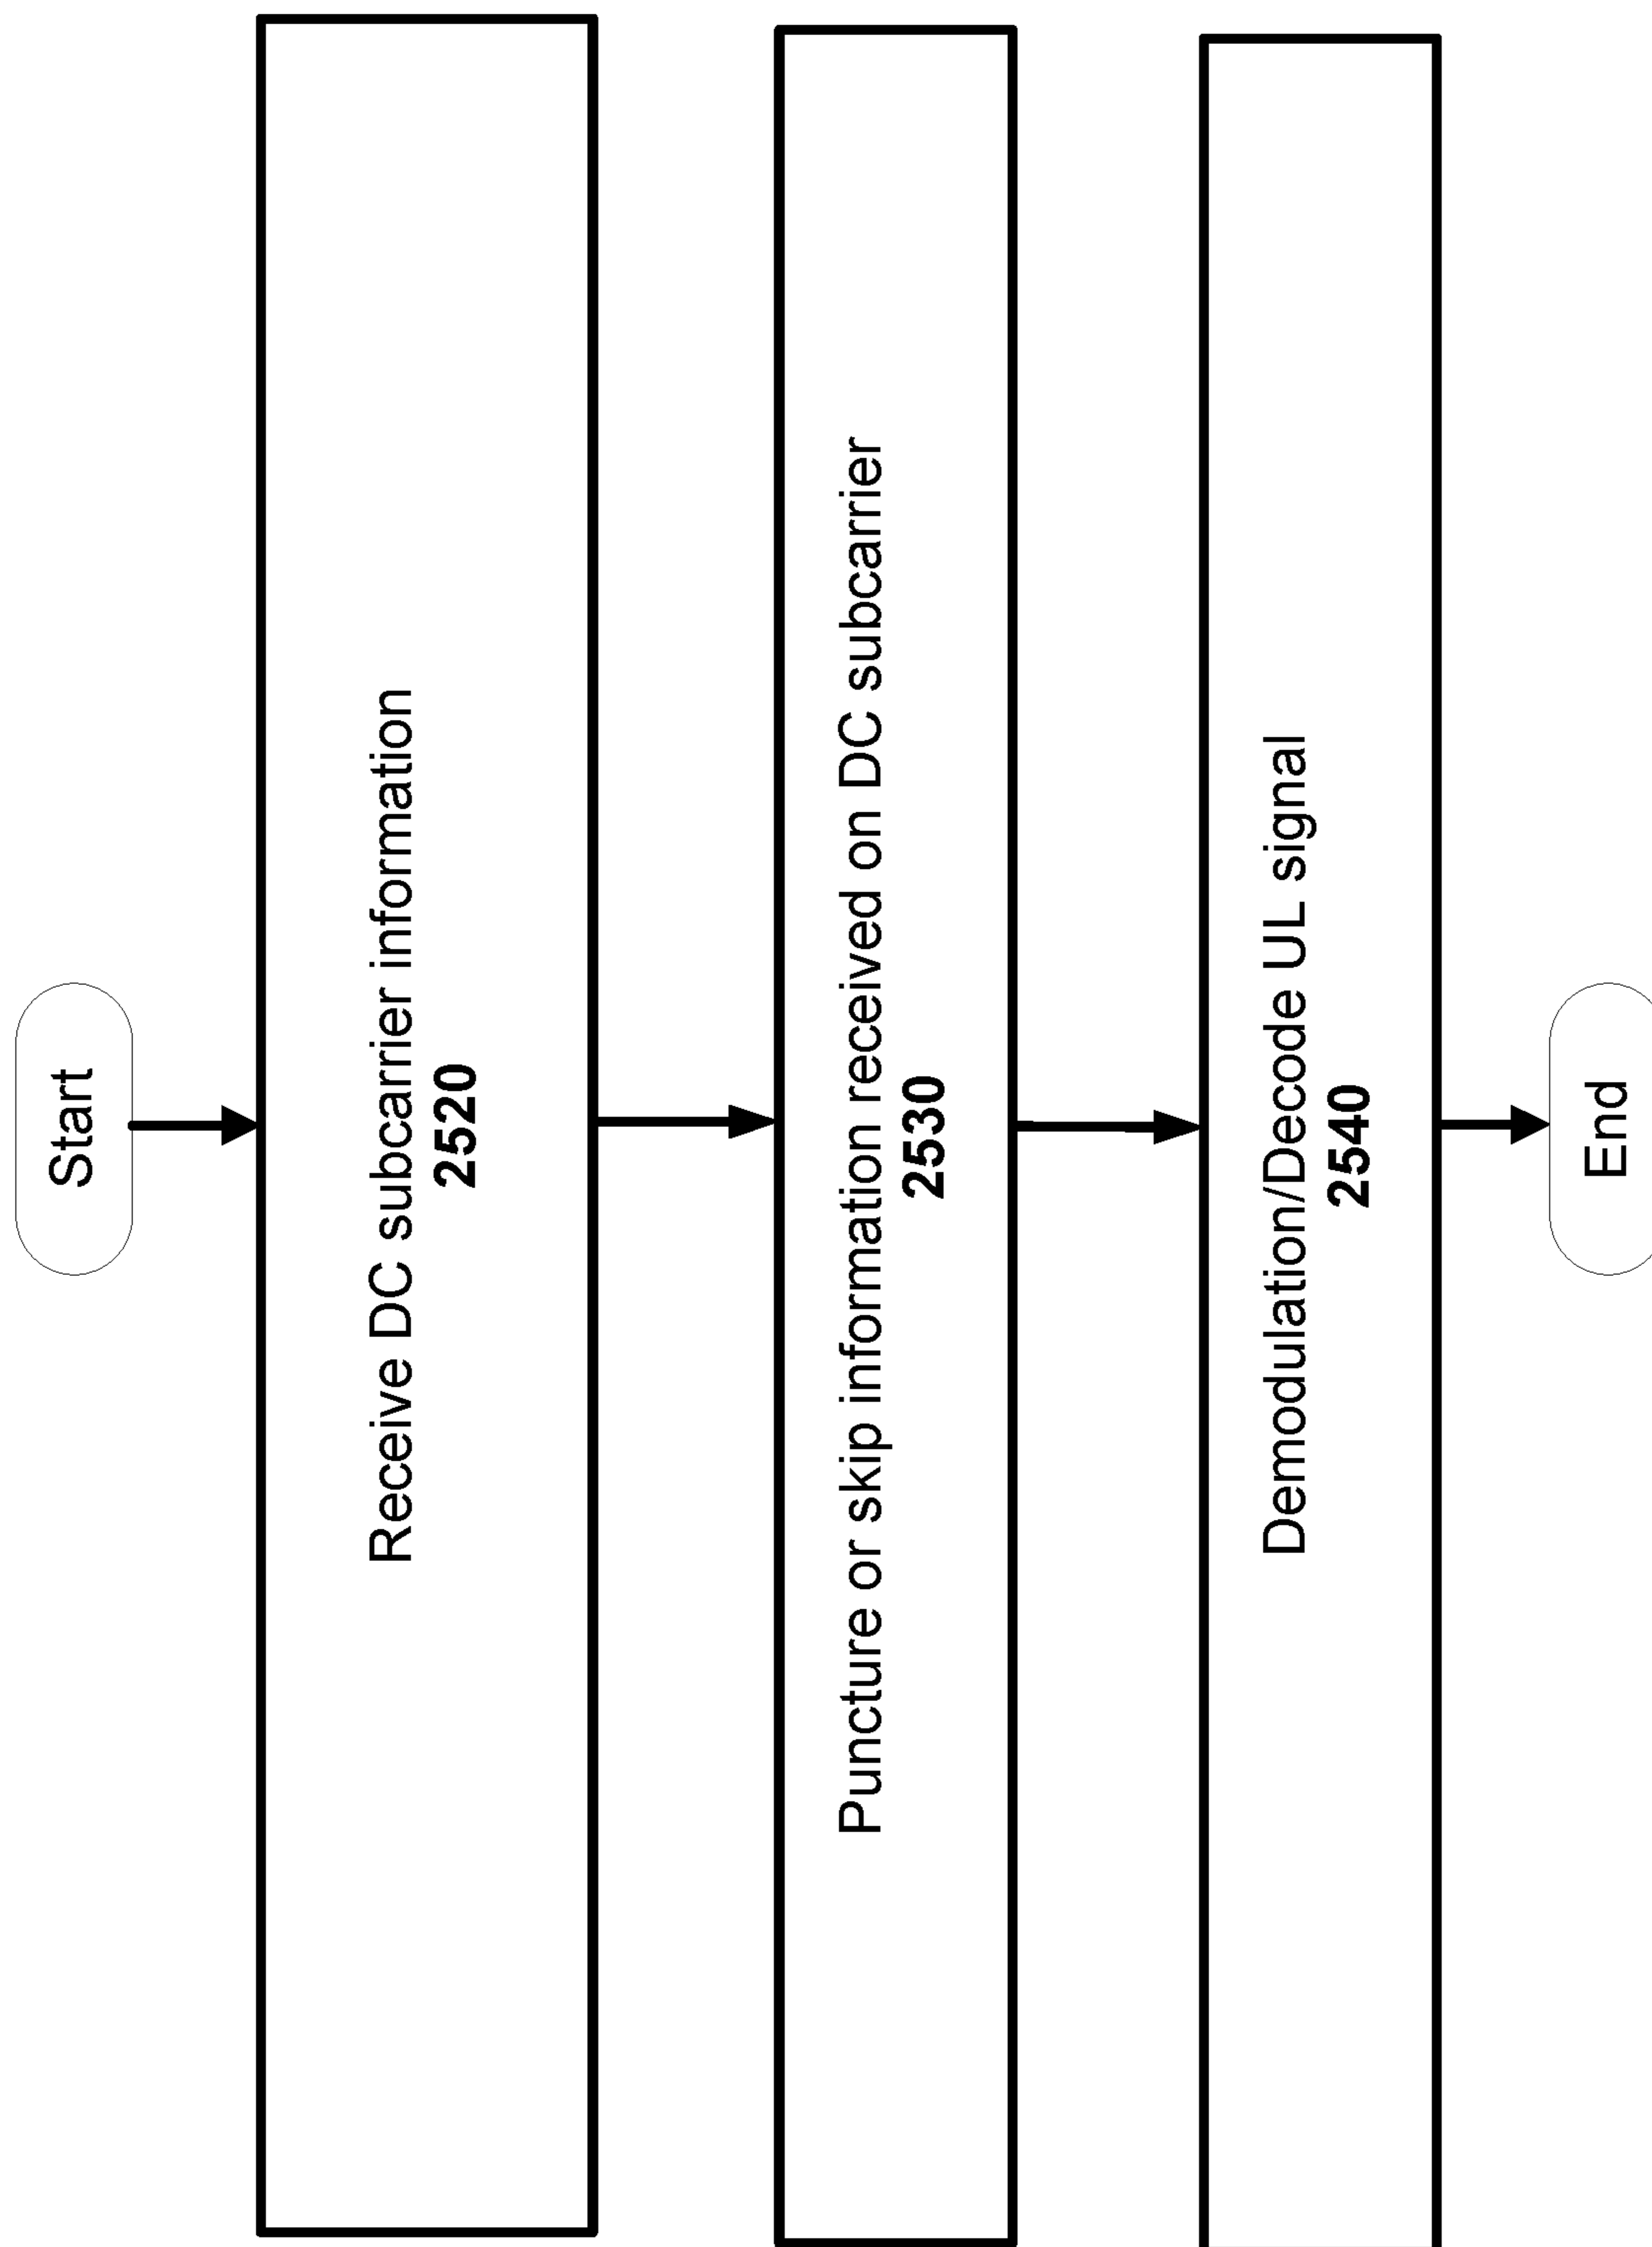 Start
Receive DC subcarrier information
2520
Puncture or skip information received on DC subcarrier
2530
Demodulation/Decode UL signal
2540
End